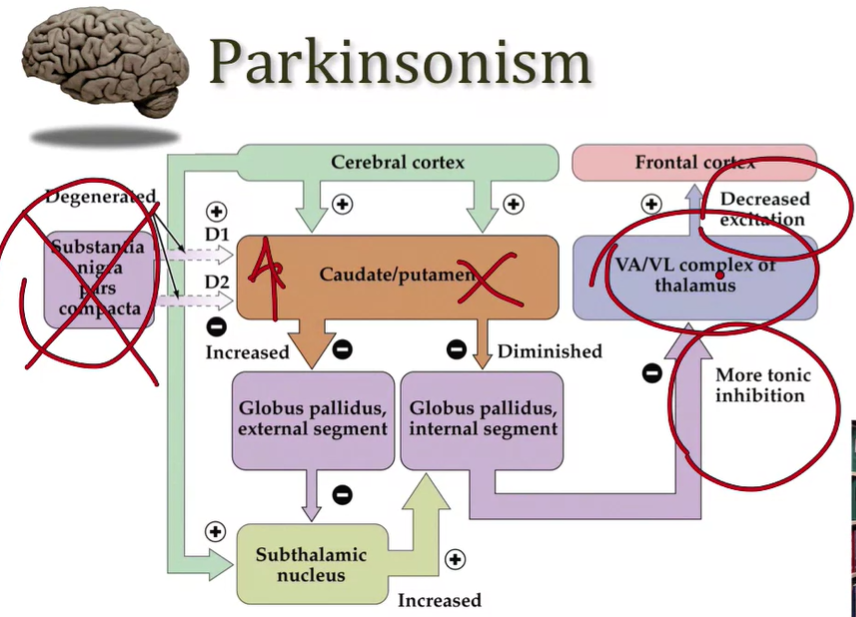 Parkinsonism
Cerebral cortex
Frontal cortex
Degenerated
+
+
+
Decreased
excitation
+
D1
Substantia
nigra
pars
compacta
Caudate/putamen
VA/VL complex of
thalamus
D2
Increased
Diminished
More tonic
inhibition
Globus pallidus,
external segment
Globus pallidus,
internal segment
+
Subthalamic
nucleus
+
Increased